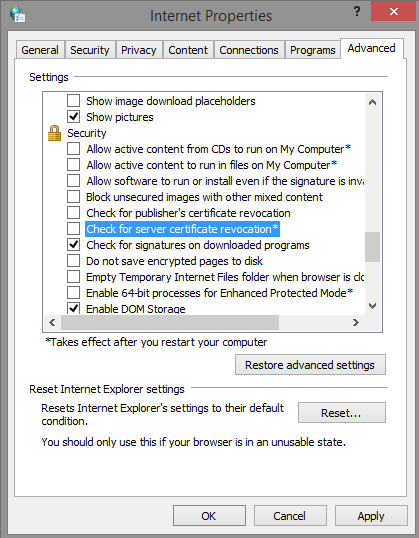 Internet Properties
? ×
General Security Privacy Content Connections Programs Advanced
Settings
Show image download placeholders
Show pictures
Security
Allow active content from CDs to run on My Computer*
Allow active content to run in files on My Computer*
Allow software to run or install even if the signature is inva
Block unsecured images with other mixed content
Check for publisher's certificate revocation
Check for server certificate revocation*
Check for signatures on downloaded programs
Do not save encrypted pages to disk
Empty Temporary Internet Files folder when browser is do
Enable 64-bit processes for Enhanced Protected Mode*
Enable DOM Storage
*Takes effect after you restart your computer
Restore advanced settings
Reset Internet Explorer settings
Resets Internet Explorer's settings to their default
condition.
Reset...
You should only use this if your browser is in an unusable state.
OK Cancel Apply